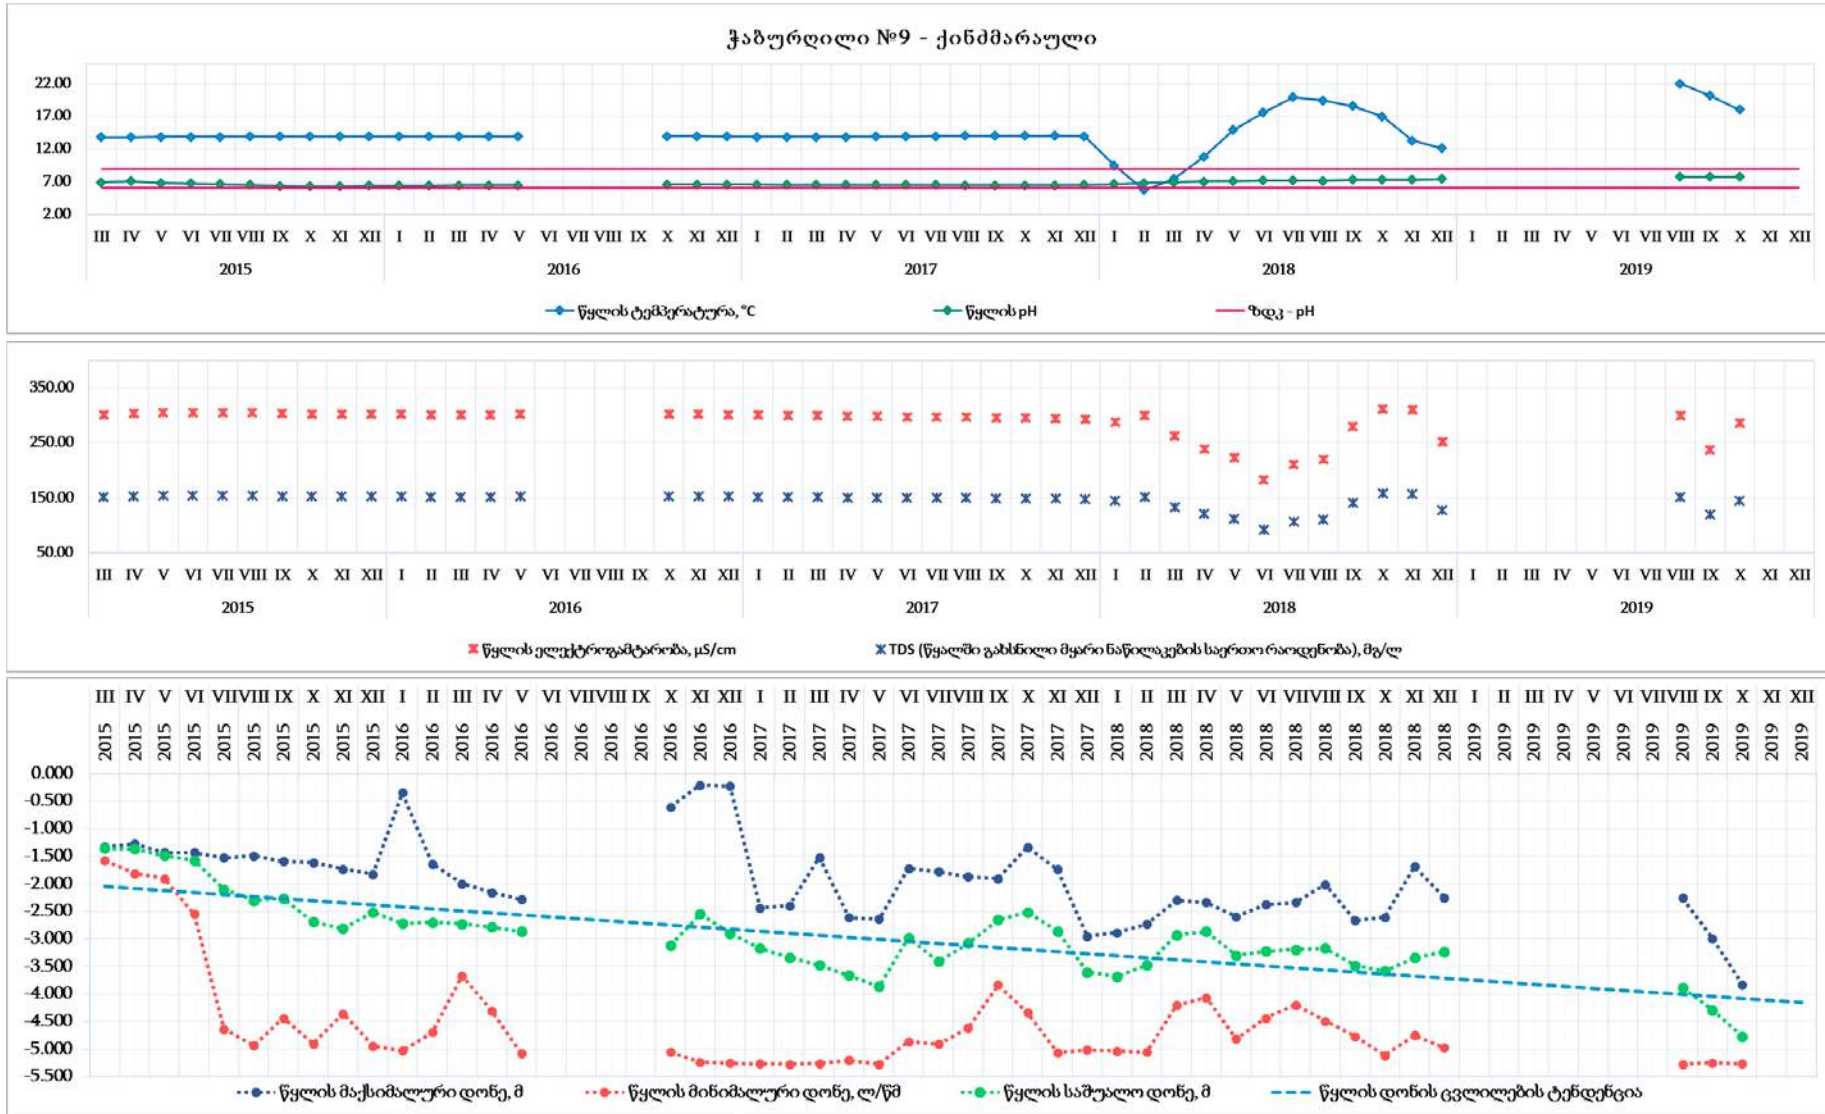 ჭაბურღილი №9 - ქინძმარაული
22.00
17.00
12.00
7.00
2.00
III IV V VI VII VIII IX X XI XII I II III IV V VI VII VIII IX X XI XII I II III IV V VI VII VIII IX X XI XII I II III IV V VI VII VIII IX X XI XII I II III IV V VI VII VIII IX X XI XII
2015 2016 2017 2018 2019
წყლის ტემპერატურა, °C წყლის pH ზდკ - pH
350.00
250.00
150.00
50.00
III IV V VI VII VIII IX X XI XII I II III IV V VI VII VIII IX X XI XII I II III IV V VI VII VIII IX X XI XII I II III IV V VI VII VIII IX X XI XII I II III IV V VI VII VIII IX X XI XII
2015 2016 2017 2018 2019
წყლის ელექტროგამტარობა, µS/cm TDS (წყალში გახსნილი მყარი ნაწილაკების საერთო რაოდენობა), მგ/ლ
III IV V VI VII VIII IX X XI XII I II III IV V VI VII VIII IX X XI XII I II III IV V VI VII VIII IX X XI XII I II III IV V VI VII VIII IX X XI XII I II III IV V VI VII VIII IX X XI XII
2015 2015 2015 2015 2015 2015 2015 2015 2015 2015 2016 2016 2016 2016 2016 2016 2016 2016 2016 2016 2016 2016 2017 2017 2017 2017 2017 2017 2017 2017 2017 2017 2017 2017 2018 2018 2018 2018 2018 2018 2018 2018 2018 2018 2018 2018 2019 2019 2019 2019 2019 2019 2019 2019 2019 2019 2019 2019
0.000
-0.500
-1.000
-1.500
-2.000
-2.500
-3.000
-3.500
-4.000
-4.500
-5.000
-5.500
წყლის მაქსიმალური დონე, მ წყლის მინიმალური დონე, ლ/წმ წყლის საშუალო დონე, მ წყლის დონის ცვლილების ტენდენცია